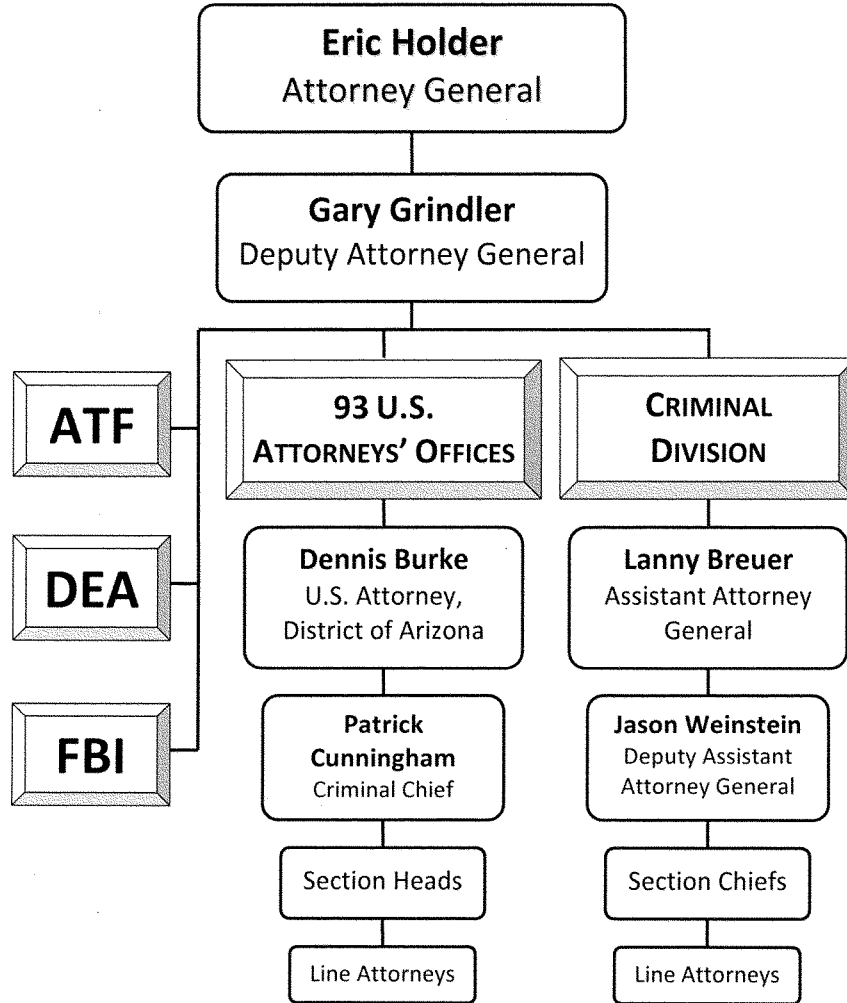 Eric Holder
Attorney General
Gary Grindler
Deputy Attorney General
ATF
DEA
FBI
93 U.S.
ATTORNEYS' OFFICES
Dennis Burke
U.S. Attorney,
District of Arizona
Patrick
Cunningham
Criminal Chief
Section Heads
Line Attorneys
CRIMINAL
DIVISION
Lanny Breuer
Assistant Attorney
General
Jason Weinstein
Deputy Assistant
Attorney General
Section Chiefs
Line Attorneys